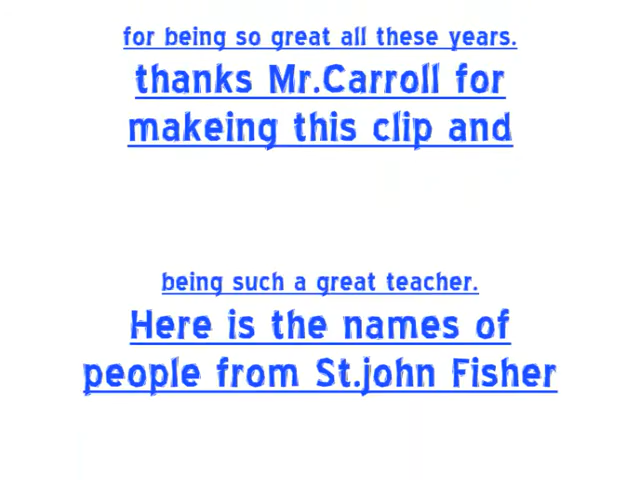 for being so great all these years.
thanks Mr.Carroll for
makeing this clip and
being such a great teacher.
Here is the names of
people from St.john Fisher